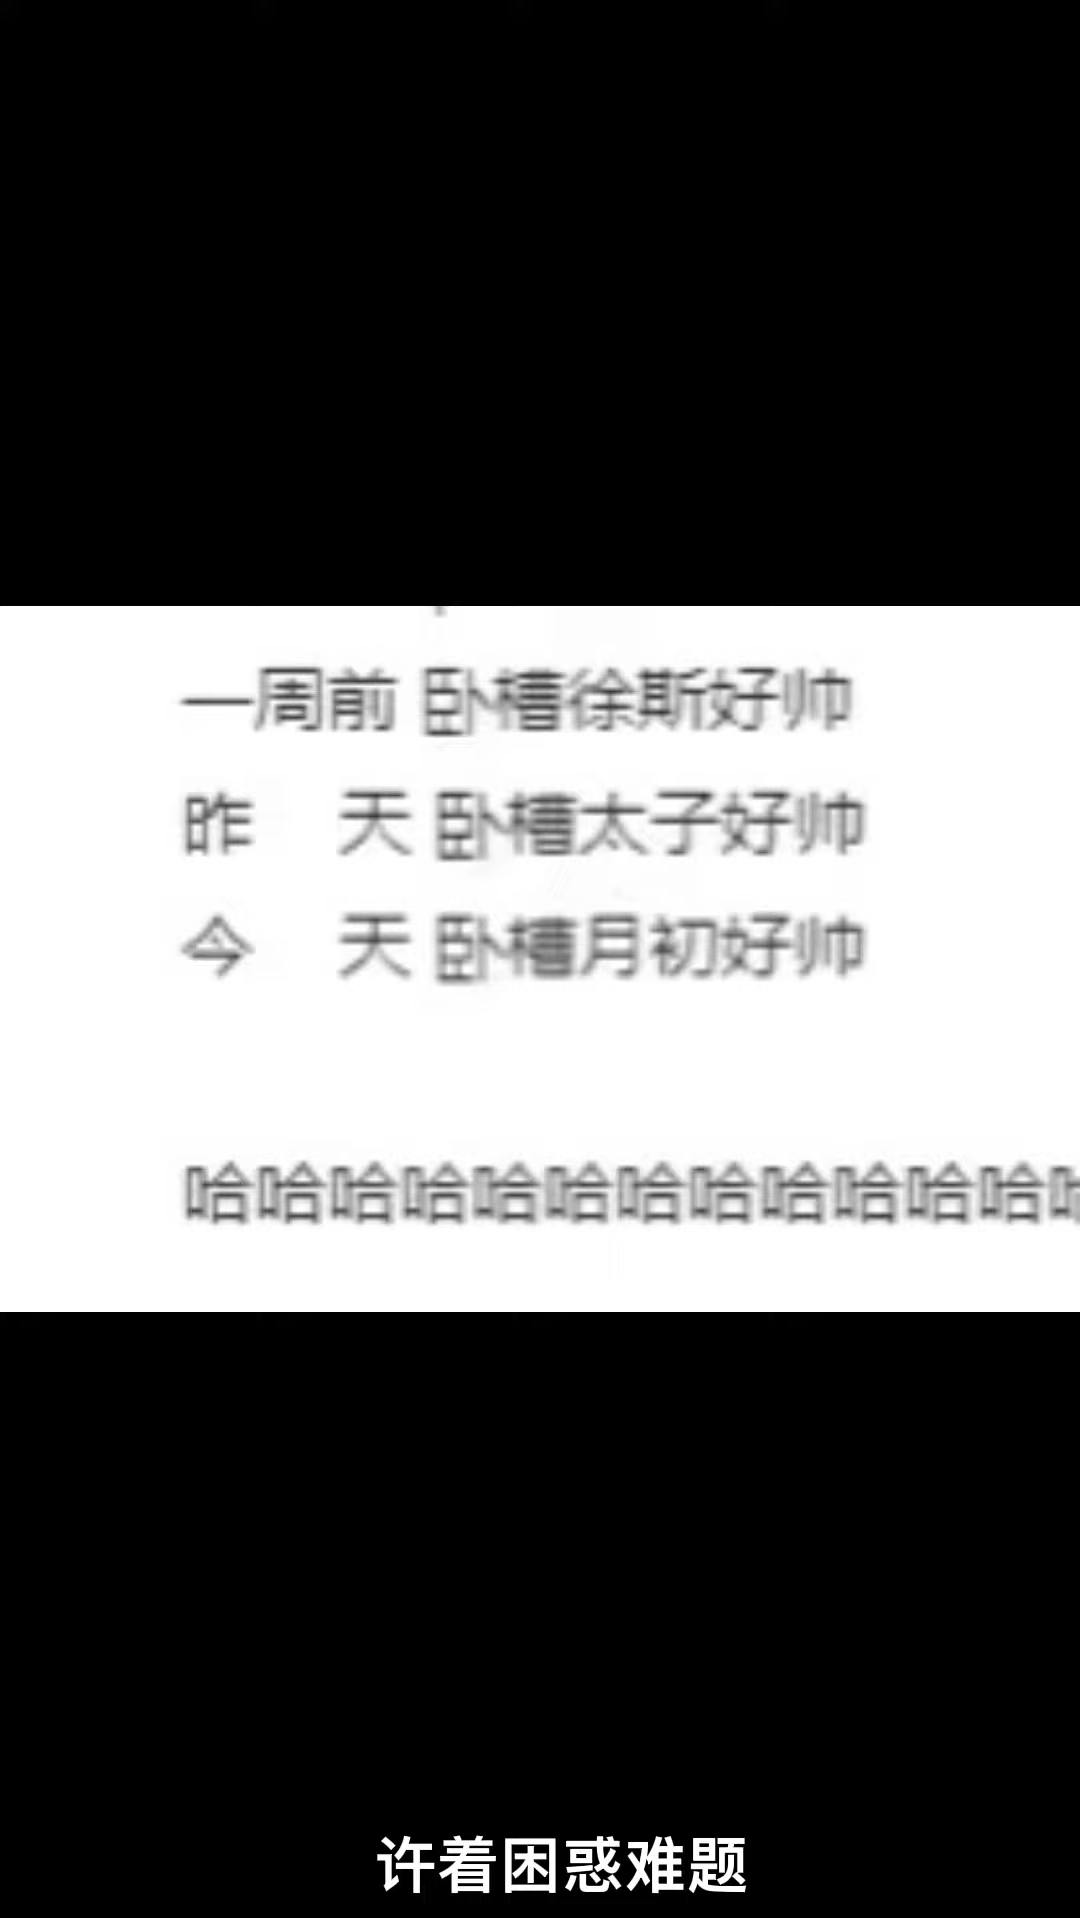 一周前 卧槽徐斯好帅
昨 天 卧槽太子好帅
今 天 卧槽月初好帅
哈哈哈哈哈哈哈哈哈哈哈哈
许着困惑难题